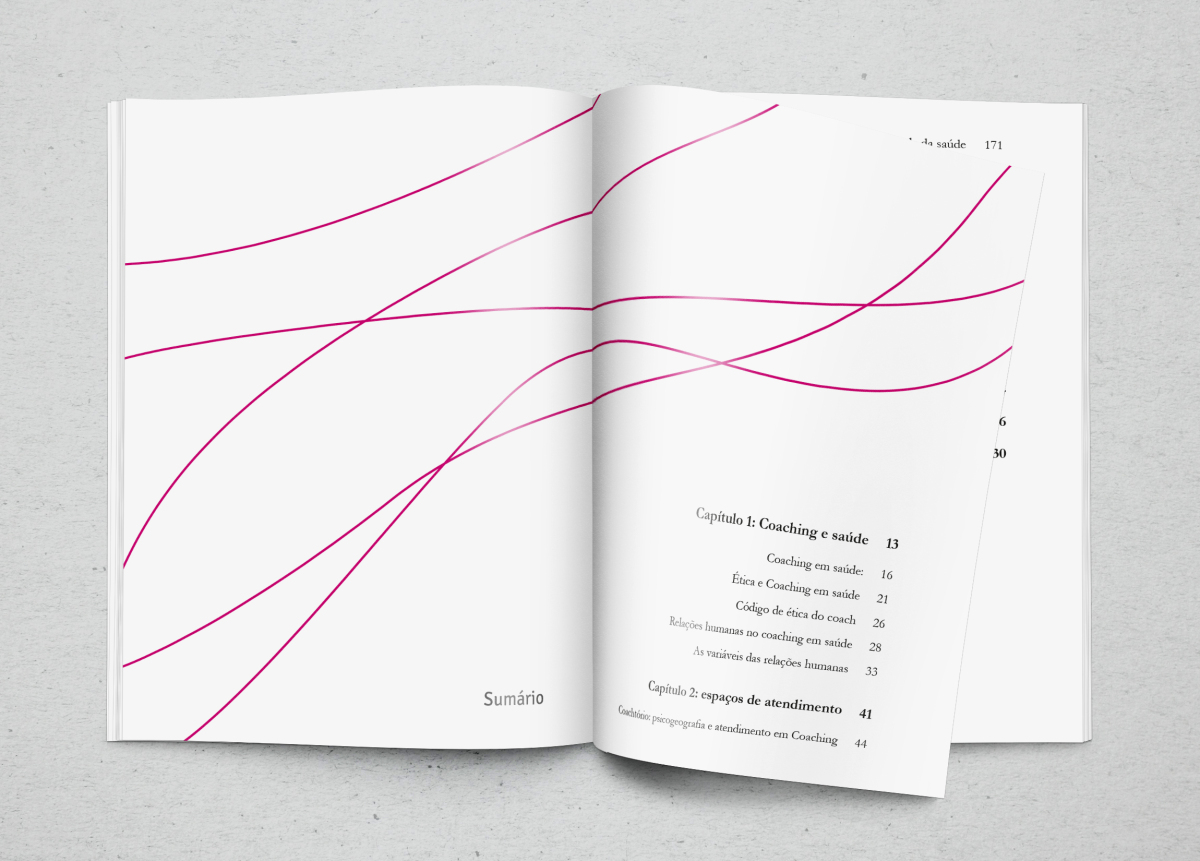 Sumário
da saúde 171
6
30
Capítulo 1: Coaching e saúde 13
Coaching em saúde: 16
Ética e Coaching em saúde 21
Código de ética do coach 26
Relações humanas no coaching em saúde 28
As variáveis das relações humanas 33
Capítulo 2: espaços de atendimento 41
Coachtório: psicogeografia e atendimento em Coaching 44